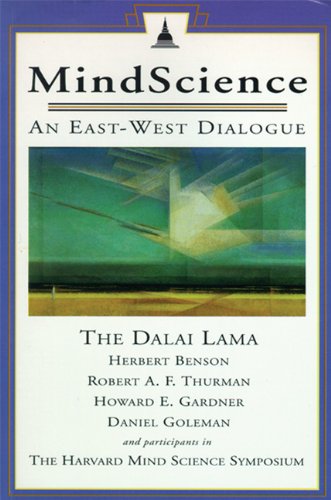 MindScience
AN EAST-WEST DIALOGUE
THE DALAI LAMA
HERBERT BENSON
ROBERT A. F. THURMAN
HOWARD E. GARDNER
DANIEL GOLEMAN
and participants in
THE HARVARD MIND SCIENCE SYMPOSIUM